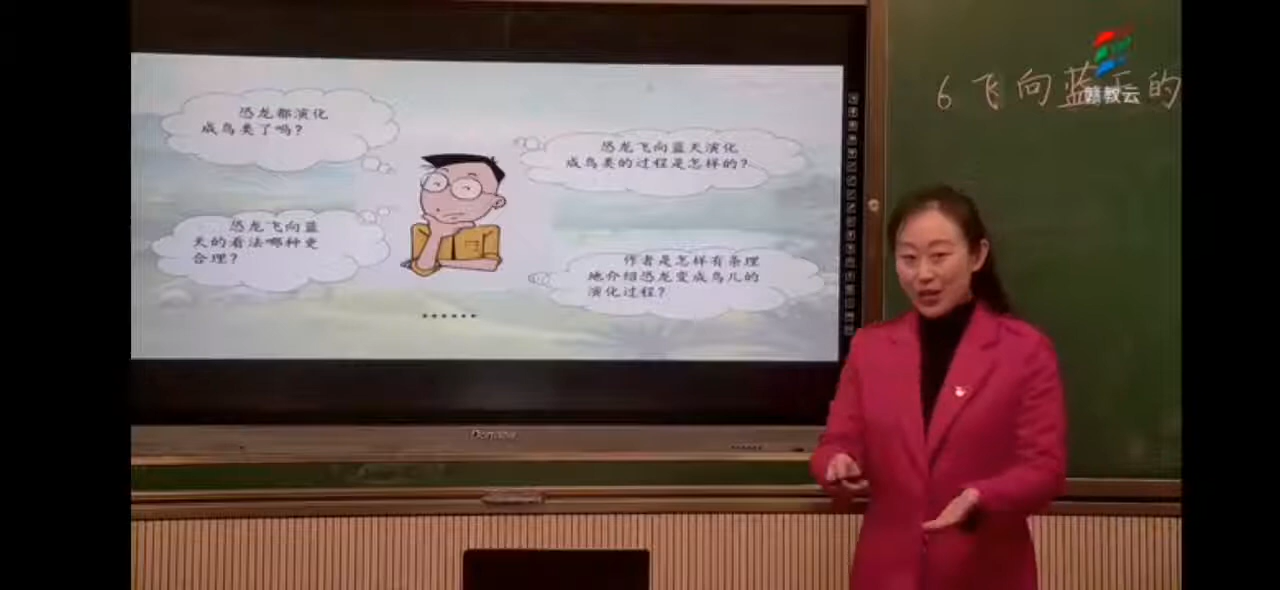 恐龙都演化
成鸟类了吗？
恐龙飞向蓝天演化
成鸟类的过程是怎样的？
恐龙飞向蓝
天的看法哪种更
合理？
作者是怎样有条理
地介绍恐龙变成鸟儿的
演化过程？
······
6 飞向蓝天的
赣教云